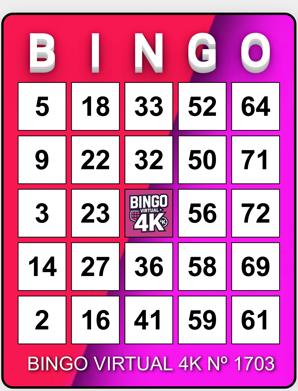 B I N G O
5 18 33 52 64
9 22 32 50 71
3 23 BINGO VIRTUAL 4K 56 72
14 27 36 58 69
2 16 41 59 61
BINGO VIRTUAL 4K Nº 1703